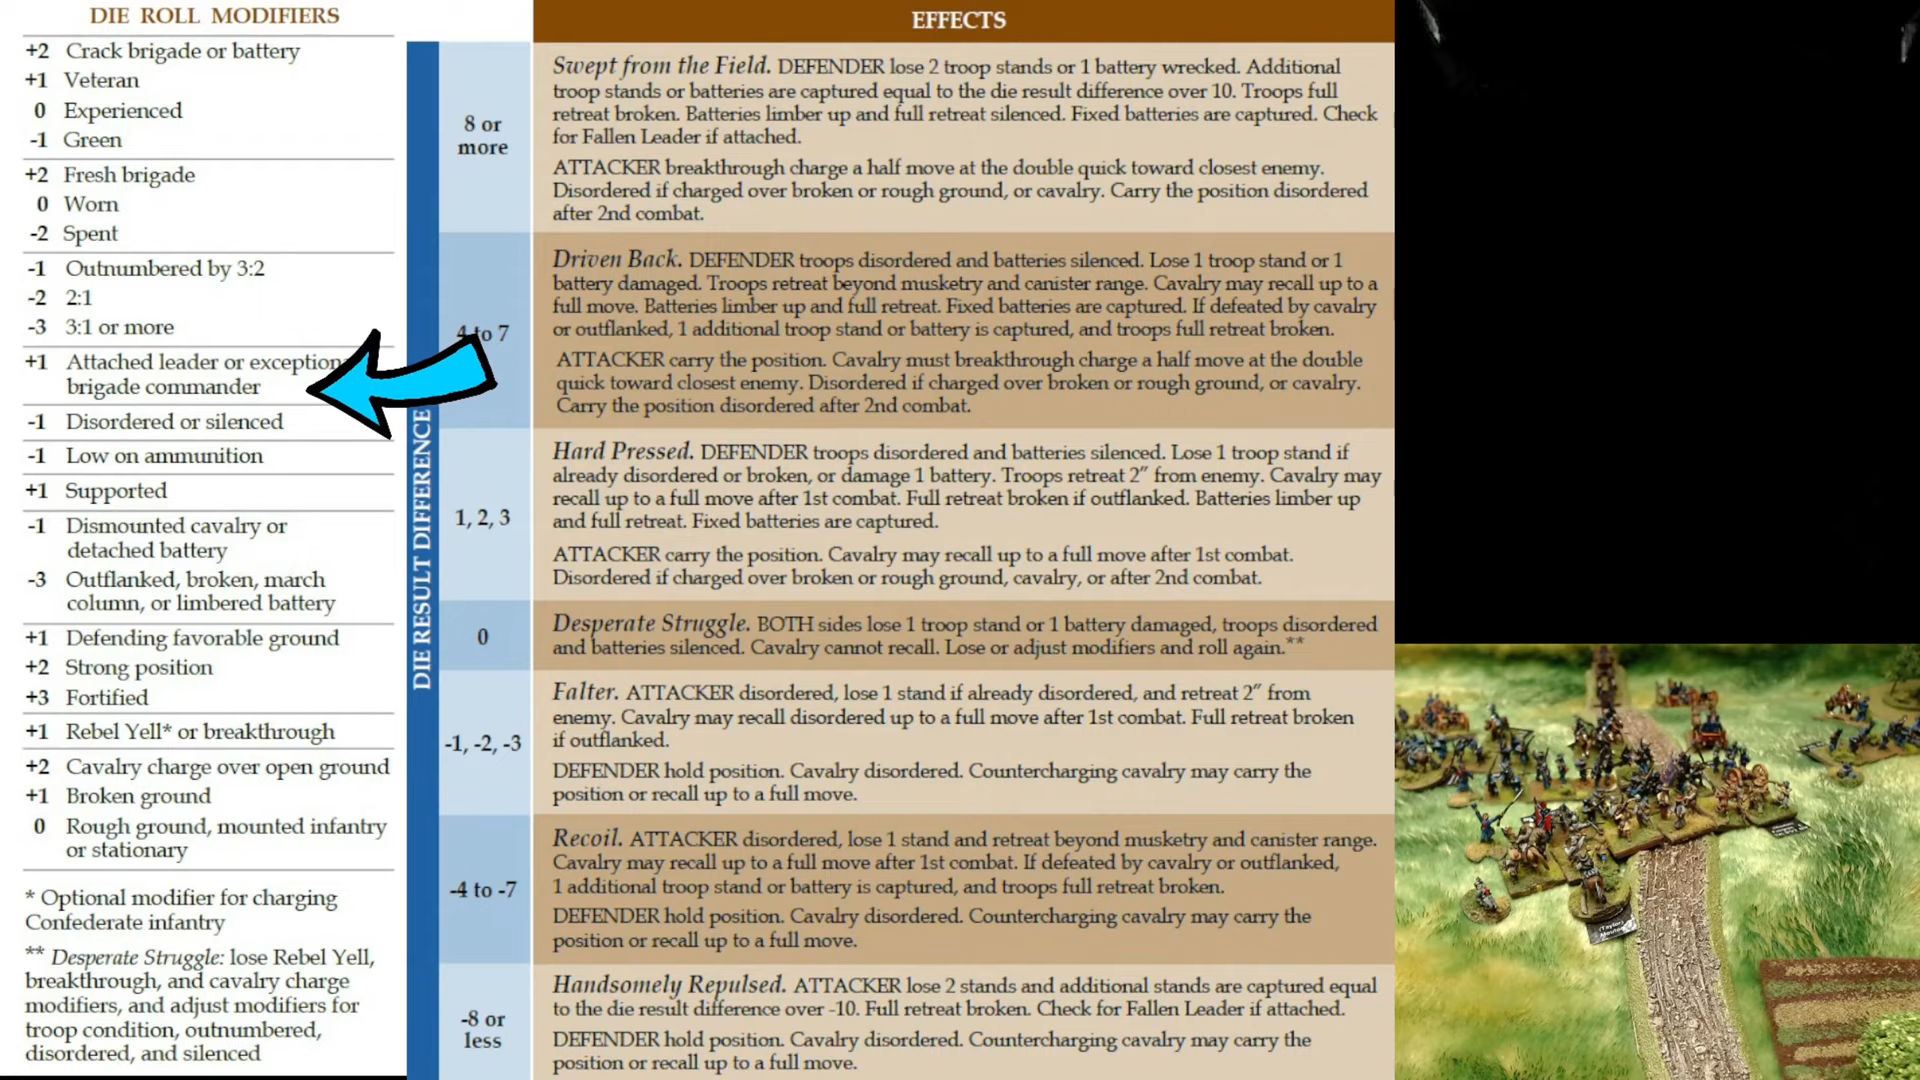 DIE ROLL MODIFIERS
+2 Crack brigade or battery
+1 Veteran
0 Experienced
-1 Green
+2 Fresh brigade
0 Worn
-2 Spent
-1 Outnumbered by 3:2
-2 2:1
-3 3:1 or more
+1 Attached leader or exception
brigade commander
-1 Disordered or silenced
-1 Low on ammunition
+1 Supported
-1 Dismounted cavalry or
detached battery
-3 Outflanked, broken, march
column, or limbered battery
+1 Defending favorable ground
+2 Strong position
+3 Fortified
+1 Rebel Yell* or breakthrough
+2 Cavalry charge over open ground
+1 Broken ground
0 Rough ground, mounted infantry
or stationary
* Optional modifier for charging
Confederate infantry
** Desperate Struggle: lose Rebel Yell,
breakthrough, and cavalry charge
modifiers, and adjust modifiers for
troop condition, outnumbered,
disordered, and silenced
DIE RESULT DIFFERENCE
EFFECTS
8 or
more
Swept from the Field. DEFENDER lose 2 troop stands or 1 battery wrecked. Additional
troop stands or batteries are captured equal to the die result difference over 10. Troops full
retreat broken. Batteries limber up and full retreat silenced. Fixed batteries are captured. Check
for Fallen Leader if attached.
ATTACKER breakthrough charge a half move at the double quick toward closest enemy.
Disordered if charged over broken or rough ground, or cavalry. Carry the position disordered
after 2nd combat.
4 to 7
Driven Back. DEFENDER troops disordered and batteries silenced. Lose 1 troop stand or 1
battery damaged. Troops retreat beyond musketry and canister range. Cavalry may recall up to a
full move. Batteries limber up and full retreat. Fixed batteries are captured. If defeated by cavalry
or outflanked, 1 additional troop stand or battery is captured, and troops full retreat broken.
ATTACKER carry the position. Cavalry must breakthrough charge a half move at the double
quick toward closest enemy. Disordered if charged over broken or rough ground, or cavalry.
Carry the position disordered after 2nd combat.
1, 2, 3
Hard Pressed. DEFENDER troops disordered and batteries silenced. Lose 1 troop stand if
already disordered or broken, or damage 1 battery. Troops retreat 2″ from enemy. Cavalry may
recall up to a full move after 1st combat. Full retreat broken if outflanked. Batteries limber up
and full retreat. Fixed batteries are captured.
ATTACKER carry the position. Cavalry may recall up to a full move after 1st combat.
Disordered if charged over broken or rough ground, cavalry, or after 2nd combat.
0
Desperate Struggle. BOTH sides lose 1 troop stand or 1 battery damaged, troops disordered
and batteries silenced. Cavalry cannot recall. Lose or adjust modifiers and roll again.**
-1, -2, -3
Falter. ATTACKER disordered, lose 1 stand if already disordered, and retreat 2″ from
enemy. Cavalry may recall disordered up to a full move after 1st combat. Full retreat broken
if outflanked.
DEFENDER hold position. Cavalry disordered. Countercharging cavalry may carry the
position or recall up to a full move.
-4 to -7
Recoil. ATTACKER disordered, lose 1 stand and retreat beyond musketry and canister range.
Cavalry may recall up to a full move after 1st combat. If defeated by cavalry or outflanked,
1 additional troop stand or battery is captured, and troops full retreat broken.
DEFENDER hold position. Cavalry disordered. Countercharging cavalry may carry the
position or recall up to a full move.
-8 or
less
Handsomely Repulsed. ATTACKER lose 2 stands and additional stands are captured equal
to the die result difference over -10. Full retreat broken. Check for Fallen Leader if attached.
DEFENDER hold position. Cavalry disordered. Countercharging cavalry may carry the
position or recall up to a full move.
(Taylor)
Mouton